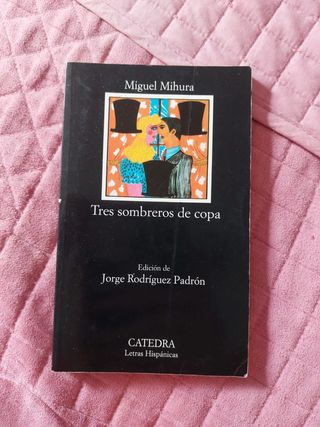 Miguel Mihura
Tres sombreros de copa
Edición de
Jorge Rodríguez Padrón
CATEDRA
Letras Hispánicas